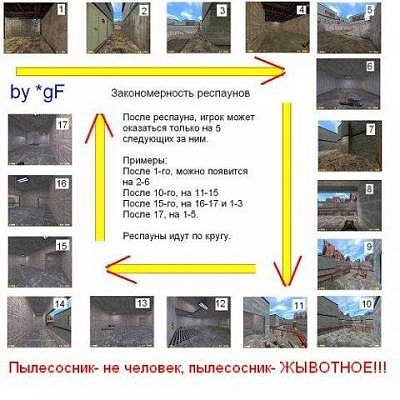 1 2 3 4 5
6
by *gF
Закономерность респаунов
После респауна, игрок может
оказаться только на 5
следующих за ним.
Примеры:
После 1-го, можно появится
на 2-6
После 10-го, на 11-15
После 15-го, на 16-17 и 1-3
После 17, на 1-5.
Респауны идут по кругу.
7
8
9
10
11
12
13
14
15
16
17
Пылесосник- не человек, пылесосник- ЖЫВОТНОЕ!!!